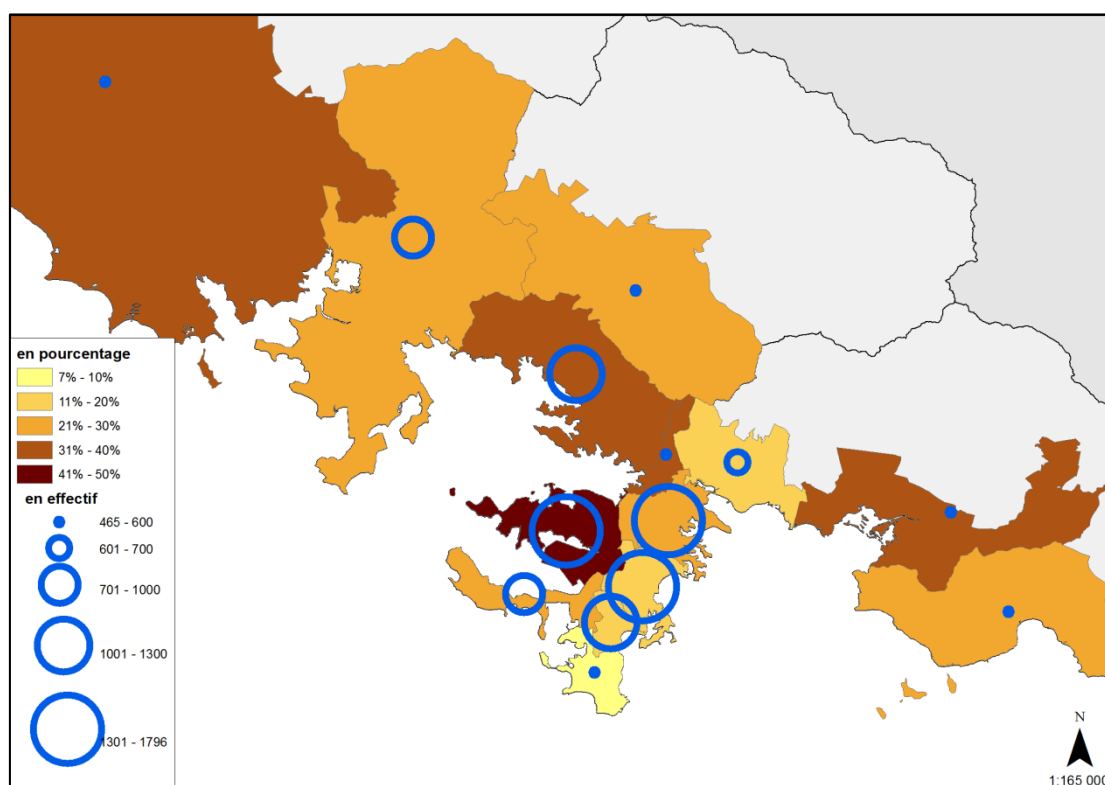 en pourcentage
7% - 10%
11% - 20%
21% - 30%
31% - 40%
41% - 50%
en effectif
465 - 600
601 - 700
701 - 1000
1001 - 1300
1301 - 1796
N
1:165 000